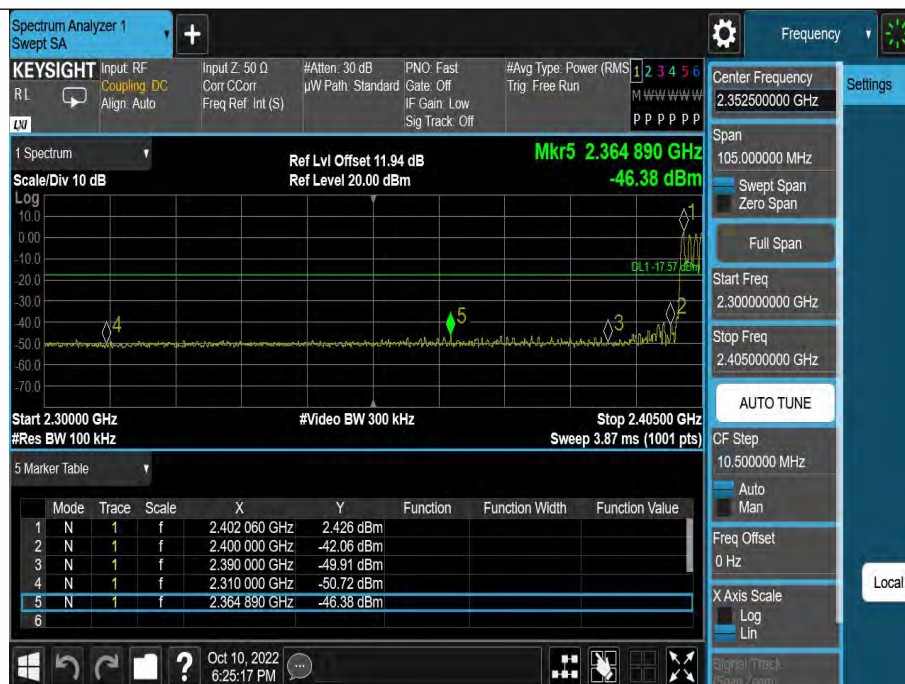 Spectrum Analyzer 1
Swept SA
+
Frequency
KEYSIGHT
RL
LXI
Input: RF
Coupling: DC
Align: Auto
Input Z: 50 Ω
Corr CCorr
Freq Ref: Int (S)
#Atten: 30 dB
µW Path: Standard
PNO: Fast
Gate: Off
IF Gain: Low
Sig Track: Off
#Avg Type: Power (RMS
Trig: Free Run
1 2 3 4 5 6
M W W W W W
P P P P P P
1 Spectrum
Scale/Div 10 dB
Ref Lvl Offset 11.94 dB
Ref Level 20.00 dBm
Mkr5 2.364 890 GHz
-46.38 dBm
Log
10.0
0.00
-10.0
-20.0
-30.0
-40.0
-50.0
-60.0
-70.0
1
DL1 -17.57 dBm
2
3
4
5
Start 2.30000 GHz
#Video BW 300 kHz
Stop 2.40500 GHz
#Res BW 100 kHz
Sweep 3.87 ms (1001 pts)
5 Marker Table
Mode Trace Scale X Y Function Function Width Function Value
1 N 1 f 2.402 060 GHz 2.426 dBm
2 N 1 f 2.400 000 GHz -42.06 dBm
3 N 1 f 2.390 000 GHz -49.91 dBm
4 N 1 f 2.310 000 GHz -50.72 dBm
5 N 1 f 2.364 890 GHz -46.38 dBm
6
Center Frequency
2.352500000 GHz
Settings
Span
105.000000 MHz
Swept Span
Zero Span
Full Span
Start Freq
2.300000000 GHz
Stop Freq
2.405000000 GHz
AUTO TUNE
CF Step
10.500000 MHz
Auto
Man
Freq Offset
0 Hz
Local
X Axis Scale
Log
Lin
Signal Track
(Span Zoom)
?
Oct 10, 2022
6:25:17 PM